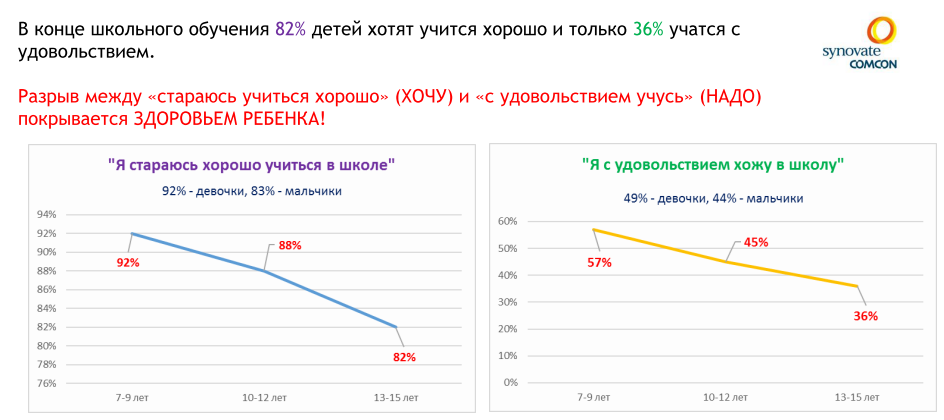 В конце школьного обучения 82% детей хотят учится хорошо и только 36% учатся с
удовольствием.
synovate
COMCON
Разрыв между «стараюсь учиться хорошо» (ХОЧУ) и «с удовольствием учусь» (НАДО)
покрывается ЗДОРОВЬЕМ РЕБЕНКА!
"Я стараюсь хорошо учиться в школе"
92% - девочки, 83% - мальчики
94%
92%
90%
88%
86%
84%
82%
80%
78%
76%
92%
88%
82%
7-9 лет
10-12 лет
13-15 лет
"Я с удовольствием хожу в школу"
49% - девочки, 44% - мальчики
60%
50%
40%
30%
20%
10%
0%
57%
45%
36%
7-9 лет
10-12 лет
13-15 лет